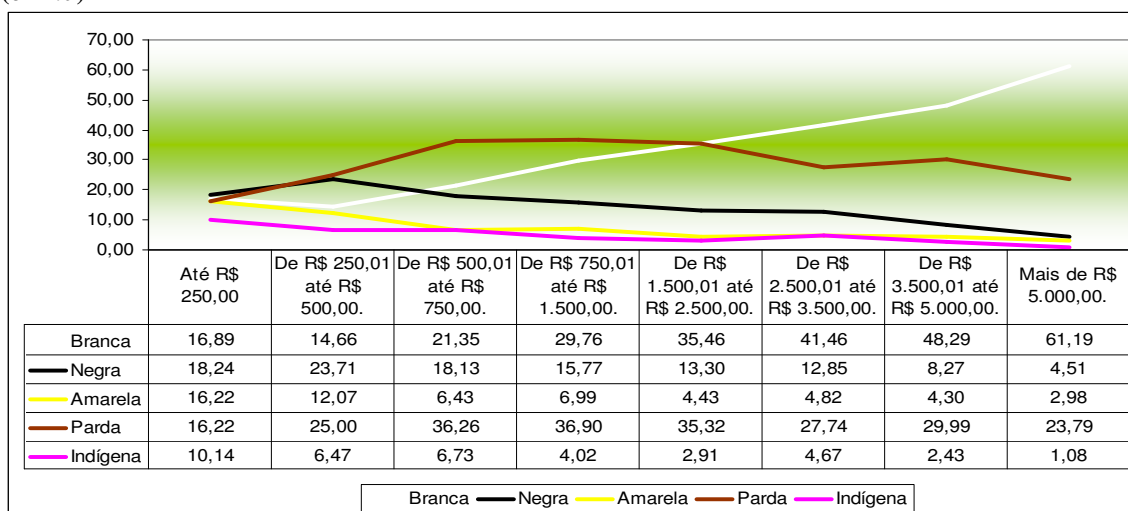 70,00
60,00
50,00
40,00
30,00
20,00
10,00
0,00
Até R$ 250,00 De R$ 250,01 até R$ 500,00. De R$ 500,01 até R$ 750,00. De R$ 750,01 até R$ 1.500,00. De R$ 1.500,01 até R$ 2.500,00. De R$ 2.500,01 até R$ 3.500,00. De R$ 3.500,01 até R$ 5.000,00. Mais de R$ 5.000,00.
Branca 16,89 14,66 21,35 29,76 35,46 41,46 48,29 61,19
Negra 18,24 23,71 18,13 15,77 13,30 12,85 8,27 4,51
Amarela 16,22 12,07 6,43 6,99 4,43 4,82 4,30 2,98
Parda 16,22 25,00 36,26 36,90 35,32 27,74 29,99 23,79
Indígena 10,14 6,47 6,73 4,02 2,91 4,67 2,43 1,08
Branca Negra Amarela Parda Indígena